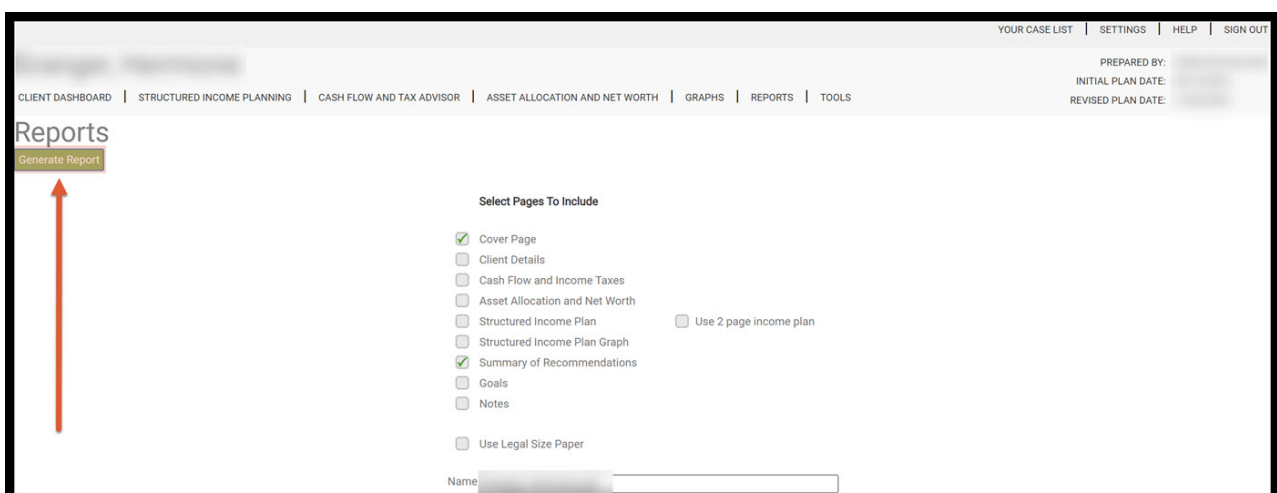 YOUR CASE LIST | SETTINGS | HELP | SIGN OUT
PREPARED BY:
INITIAL PLAN DATE:
CLIENT DASHBOARD | STRUCTURED INCOME PLANNING | CASH FLOW AND TAX ADVISOR | ASSET ALLOCATION AND NET WORTH | GRAPHS | REPORTS | TOOLS
REVISED PLAN DATE:
Reports
Generate Report
Select Pages To Include
Cover Page
Client Details
Cash Flow and Income Taxes
Asset Allocation and Net Worth
Structured Income Plan
Use 2 page income plan
Structured Income Plan Graph
Summary of Recommendations
Goals
Notes
Use Legal Size Paper
Name